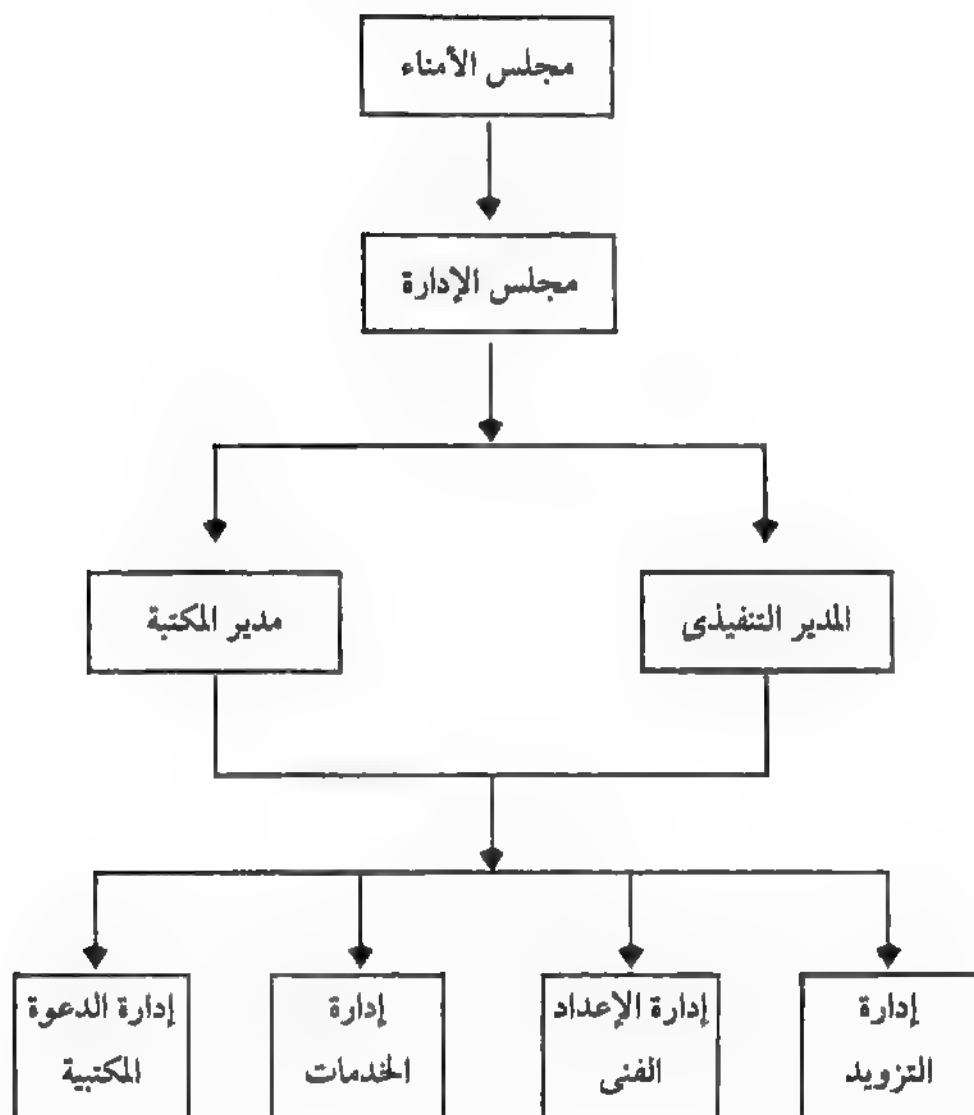 مجلس الأمناء
مجلس الإدارة
المدير التنفيذى
مدير المكتبة
إدارة
التزويد
إدارة الإعداد
الفنى
إدارة
الخدمات
إدارة الدعوة
المكتبية